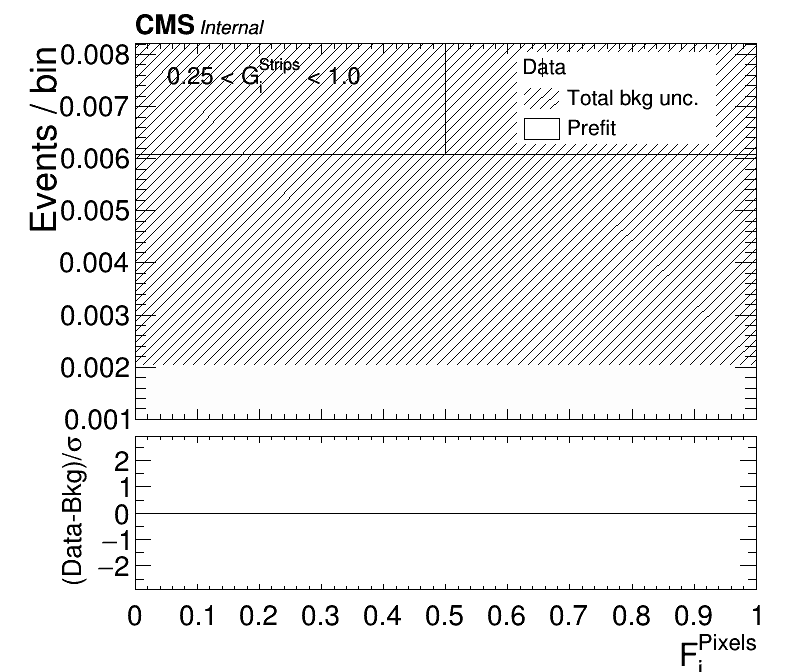 CMS Internal
Events / bin
0.008
0.007
0.006
0.005
0.004
0.003
0.002
0.001
0.25 < G_i^Strips < 1.0
Data
Total bkg unc.
Prefit
(Data-Bkg)/σ
2
1
0
−1
−2
0 0.1 0.2 0.3 0.4 0.5 0.6 0.7 0.8 0.9 1
F_i^Pixels